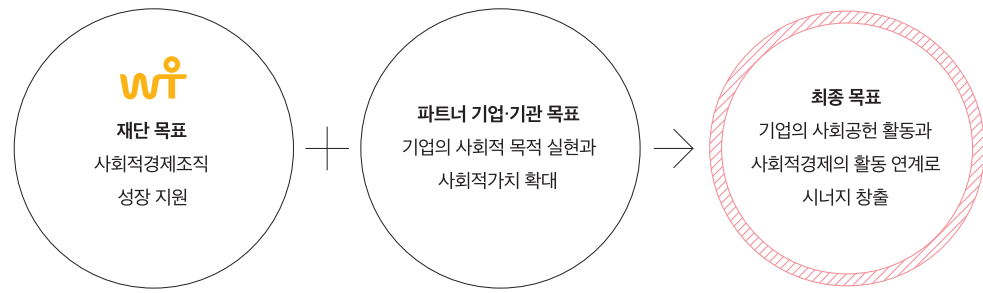 재단 목표
사회적경제조직
성장 지원
파트너 기업·기관 목표
기업의 사회적 목적 실현과
사회적가치 확대
최종 목표
기업의 사회공헌 활동과
사회적경제의 활동 연계로
시너지 창출